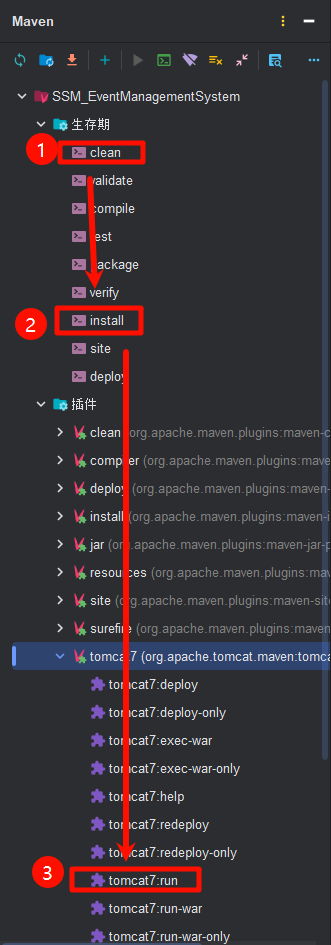 Maven
SSM_EventManagementSystem
生存期
1
clean
validate
compile
test
package
verify
2
install
site
deploy
插件
clean (org.apache.maven.plugins:maven-c
compiler (org.apache.maven.plugins:ma
deploy (org.apache.maven.plugins:maven-
install (org.apache.maven.plugins:maven-i
jar (org.apache.maven.plugins:maven-jar-p
resources (org.apache.maven.plugins:ma
site (org.apache.maven.plugins:maven-sit
surefire (org.apache.maven.plugins:mave
tomcat7 (org.apache.tomcat.maven:tomca
tomcat7:deploy
tomcat7:deploy-only
tomcat7:exec-war
tomcat7:exec-war-only
tomcat7:help
tomcat7:redeploy
tomcat7:redeploy-only
3
tomcat7:run
tomcat7:run-war
tomcat7:run-war-only